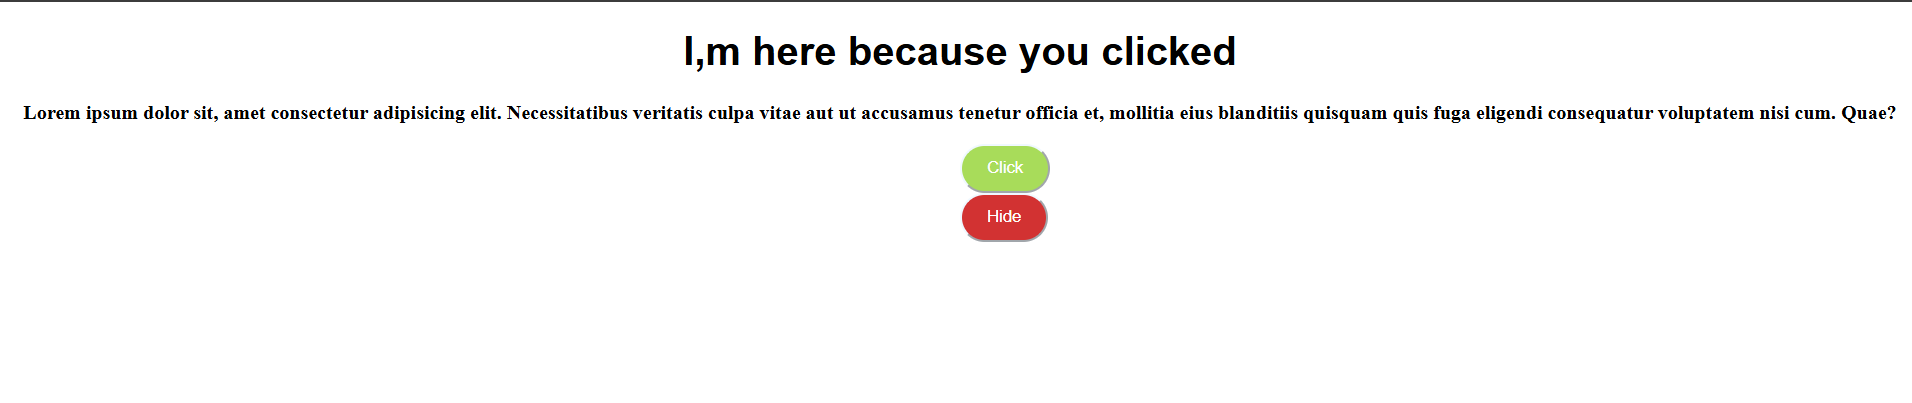 I,m here because you clicked
Lorem ipsum dolor sit, amet consectetur adipisicing elit. Necessitatibus veritatis culpa vitae aut ut accusamus tenetur officia et, mollitia eius blanditiis quisquam quis fuga eligendi consequatur voluptatem nisi cum. Quae?
Click
Hide